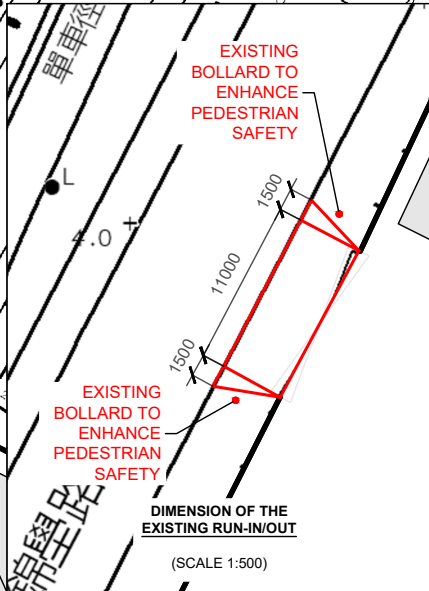 單車徑
EXISTING
BOLLARD TO
ENHANCE
PEDESTRIAN
SAFETY
L
4.0
1500
11000
1500
EXISTING
BOLLARD TO
ENHANCE
PEDESTRIAN
SAFETY
DIMENSION OF THE
EXISTING RUN-IN/OUT
(SCALE 1:500)